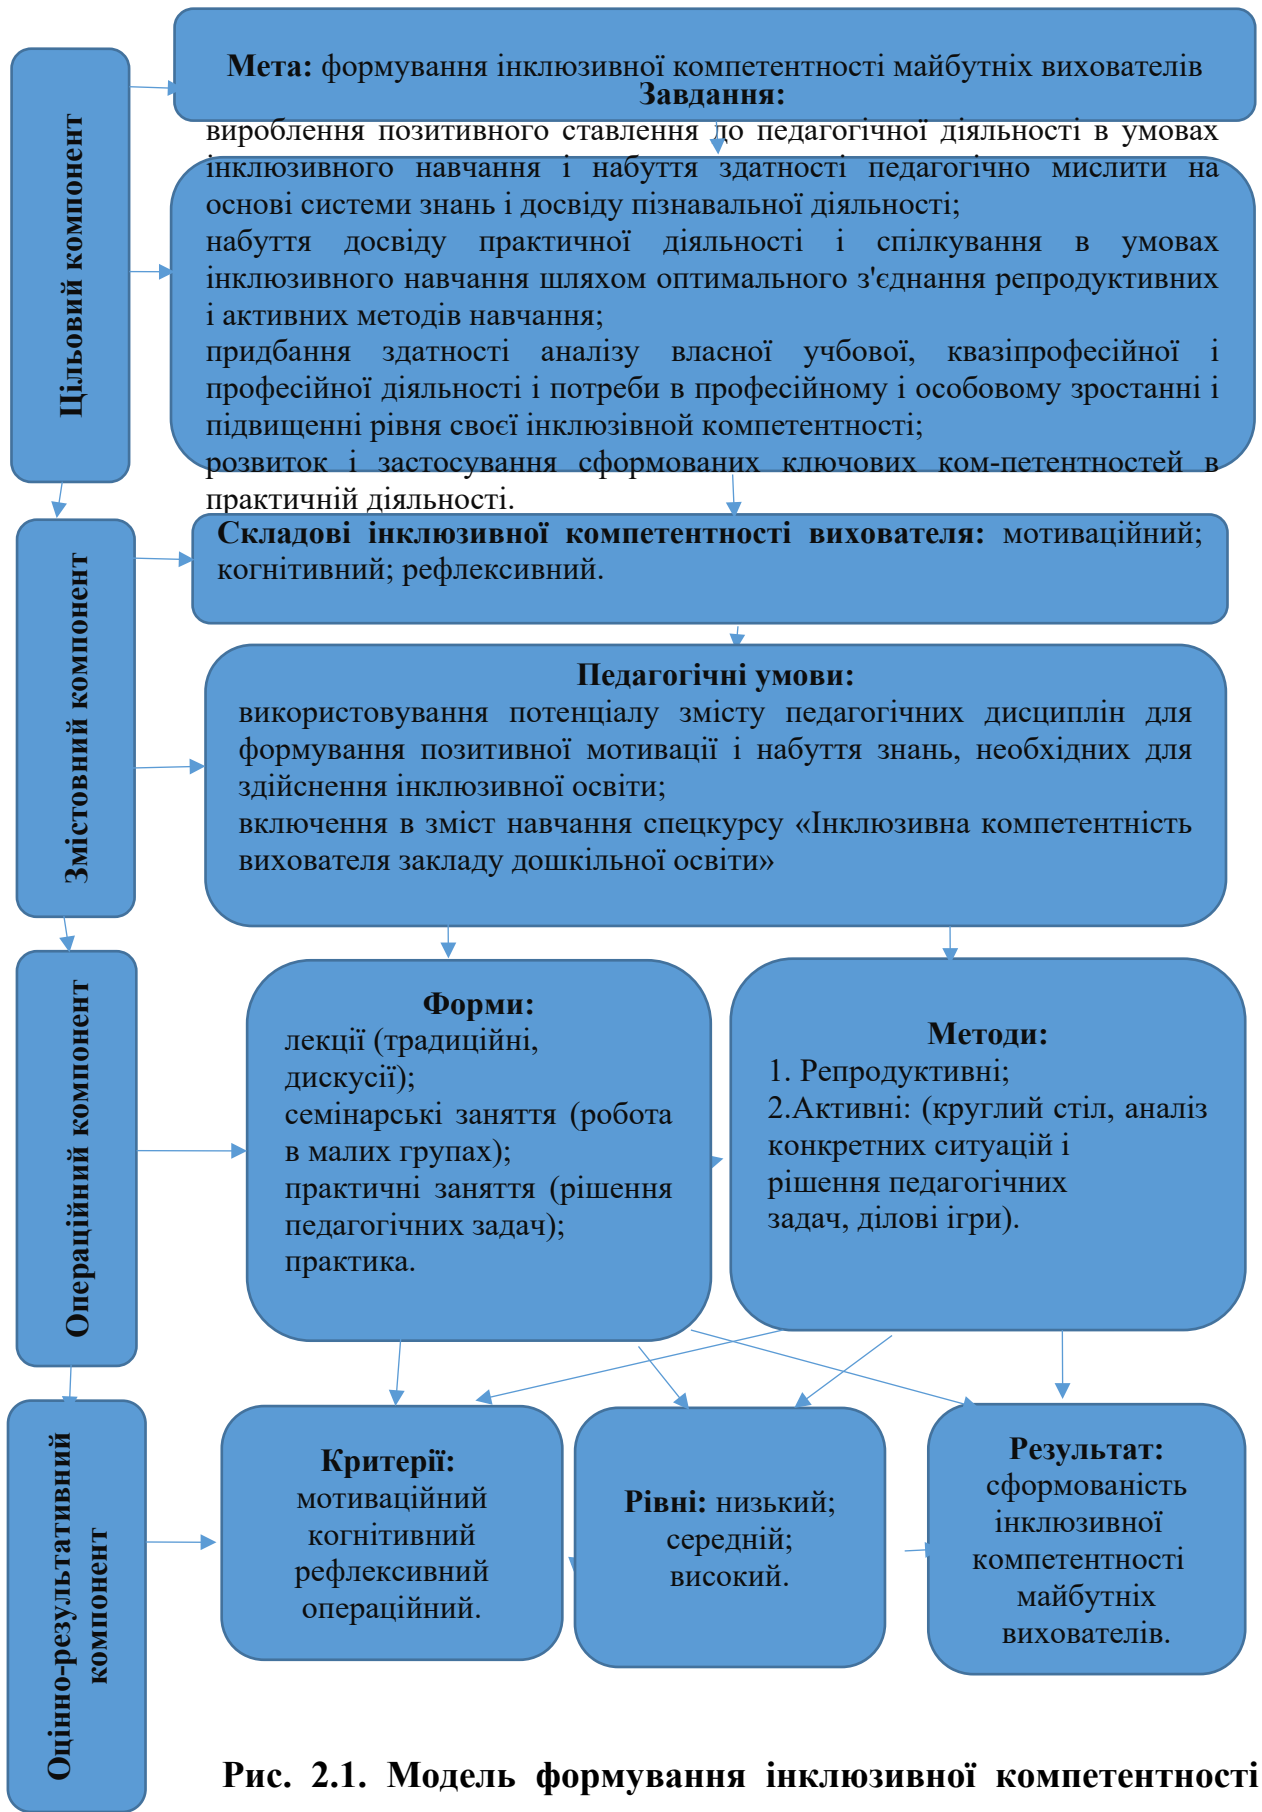 Цільовий компонент
Мета: формування інклюзивної компетентності майбутніх вихователів
Завдання:
вироблення позитивного ставлення до педагогічної діяльності в умовах
інклюзивного навчання і набуття здатності педагогічно мислити на
основі системи знань і досвіду пізнавальної діяльності;
набуття досвіду практичної діяльності і спілкування в умовах
інклюзивного навчання шляхом оптимального з'єднання репродуктивних
і активних методів навчання;
придбання здатності аналізу власної учбової, квазіпрофесійної і
професійної діяльності і потреби в професійному і особовому зростанні і
підвищенні рівня своєї інклюзівной компетентності;
розвиток і застосування сформованих ключових ком-петентностей в
практичній діяльності.
Змістовний компонент
Складові інклюзивної компетентності вихователя: мотиваційний;
когнітивний; рефлексивний.
Педагогічні умови:
використовування потенціалу змісту педагогічних дисциплін для
формування позитивної мотивації і набуття знань, необхідних для
здійснення інклюзивної освіти;
включення в зміст навчання спецкурсу «Інклюзивна компетентність
вихователя закладу дошкільної освіти»
Операційний компонент
Форми:
лекції (традиційні,
дискусії);
семінарські заняття (робота
в малих групах);
практичні заняття (рішення
педагогічних задач);
практика.
Методи:
1. Репродуктивні;
2.Активні: (круглий стіл, аналіз
конкретних ситуацій і
рішення педагогічних
задач, ділові ігри).
Оцінно-результативний
компонент
Критерії:
мотиваційний
когнітивний
рефлексивний
операційний.
Рівні: низький;
середній;
високий.
Результат:
сформованість
інклюзивної
компетентності
майбутніх
вихователів.
Рис. 2.1. Модель формування інклюзивної компетентності